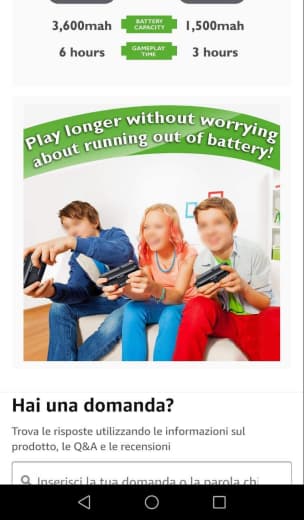 3,600mah BATTERY CAPACITY 1,500mah
6 hours GAMEPLAY TIME 3 hours
Play longer without worrying
about running out of battery!
Hai una domanda?
Trova le risposte utilizzando le informazioni sul
prodotto, le Q&A e le recensioni
Inserisci la tua domanda o la parola ch